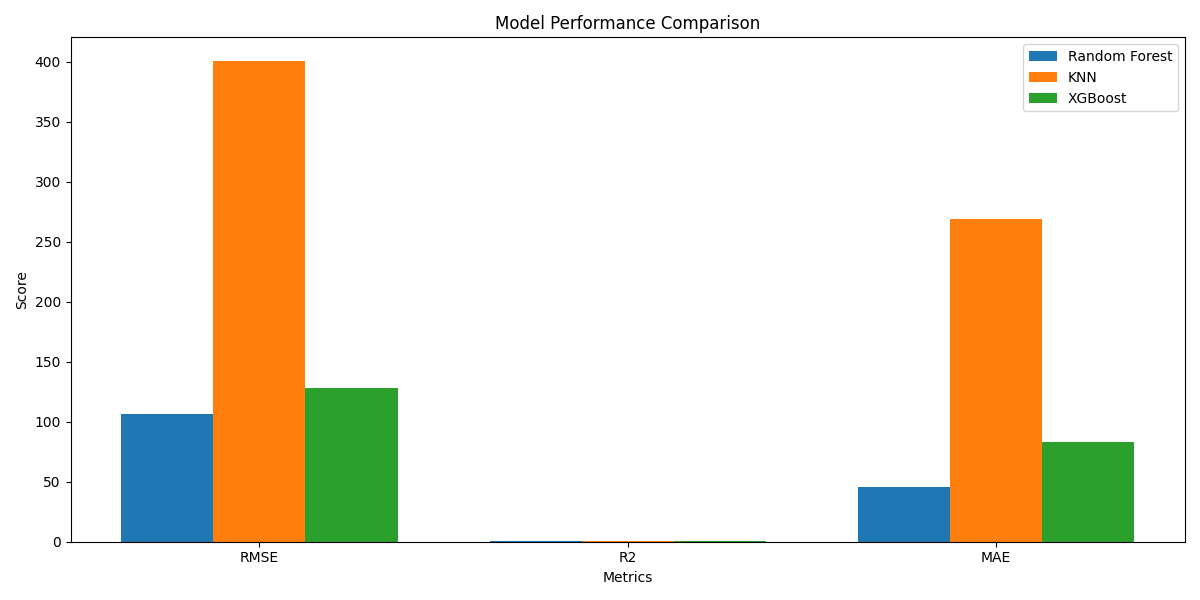 Model Performance Comparison
Random Forest
KNN
XGBoost
Score
400
350
300
250
200
150
100
50
0
RMSE
R2
MAE
Metrics